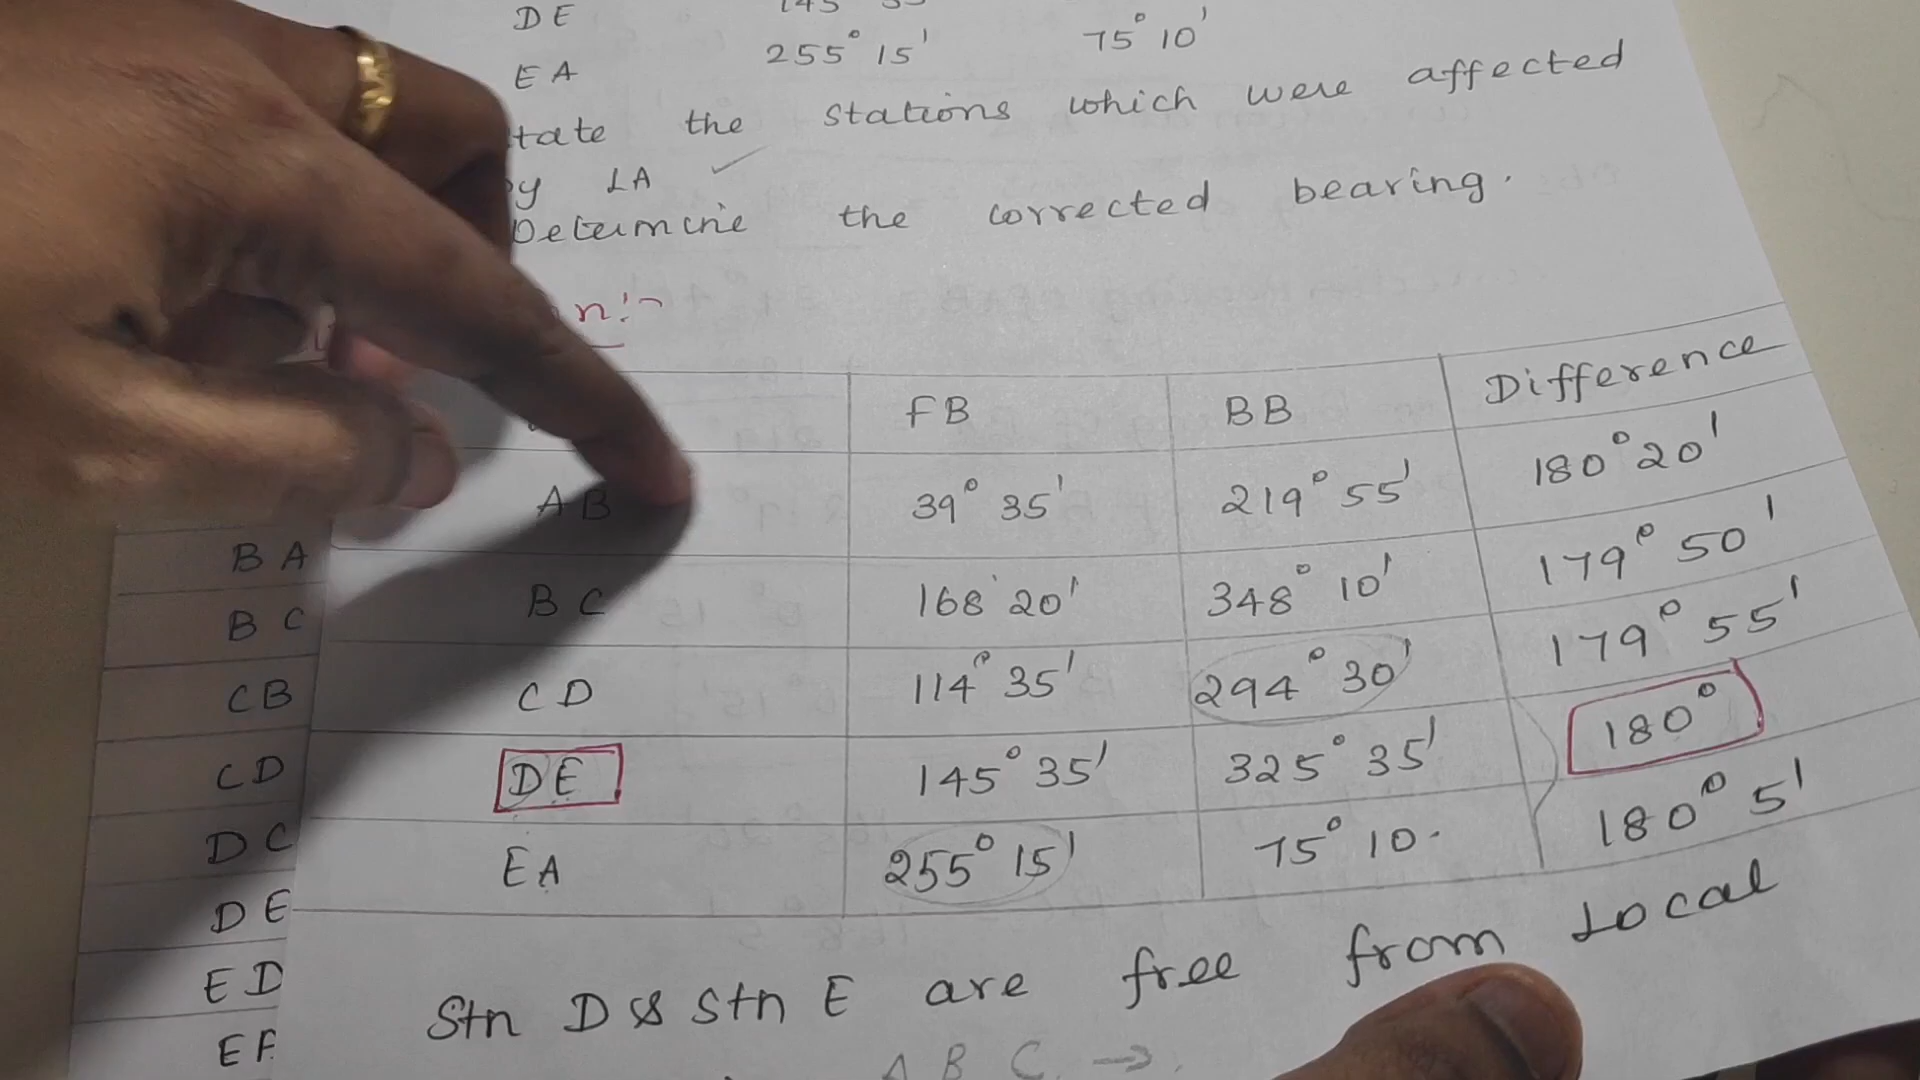 DE
EA 255° 15' 75° 10'
tate the stations which were affected
by LA ✓
Determine the corrected bearing.
n:~
FB BB Difference
AB 39° 35' 219° 55' 180° 20'
BC 168° 20' 348° 10' 179° 50'
CD 114° 35' 294° 30' 179° 55'
DE 145° 35' 325° 35' 180°
EA 255° 15' 75° 10. 180° 5'
Stn D & Stn E are free from Local
A B C →
BA
BC
CB
CD
DC
DE
ED